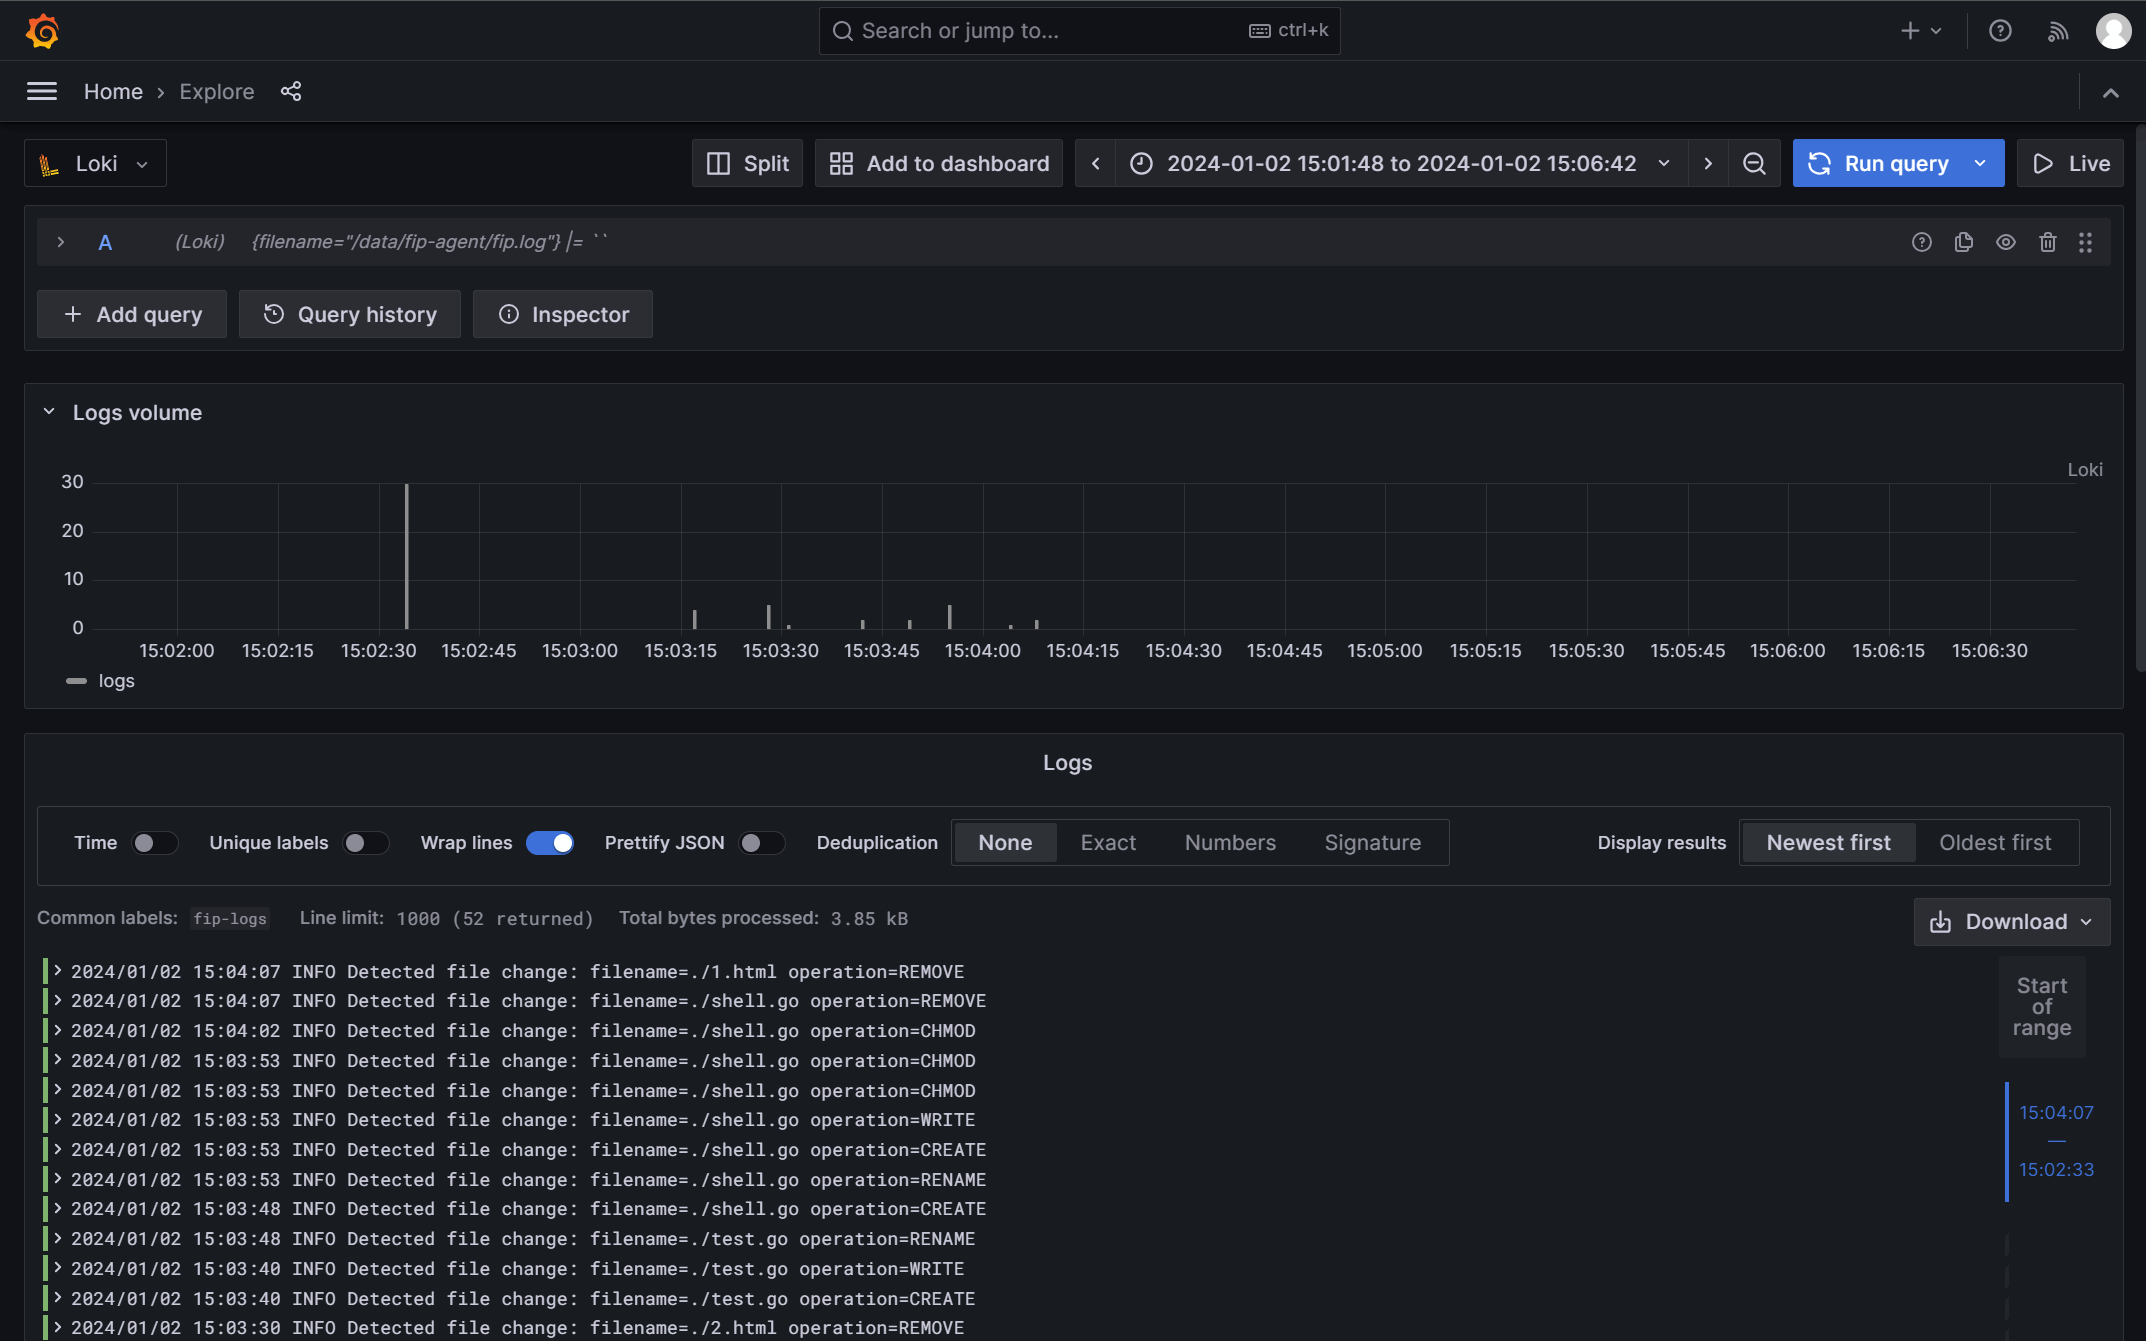 Search or jump to... ctrl+k
Home › Explore
Loki Split Add to dashboard 2024-01-02 15:01:48 to 2024-01-02 15:06:42 Run query Live
A (Loki) {filename="/data/fip-agent/fip.log"} |= ``
Add query Query history Inspector
Logs volume
Loki
30
20
10
0
15:02:00 15:02:15 15:02:30 15:02:45 15:03:00 15:03:15 15:03:30 15:03:45 15:04:00 15:04:15 15:04:30 15:04:45 15:05:00 15:05:15 15:05:30 15:05:45 15:06:00 15:06:15 15:06:30
logs
Logs
Time Unique labels Wrap lines Prettify JSON Deduplication None Exact Numbers Signature Display results Newest first Oldest first
Common labels: fip-logs Line limit: 1000 (52 returned) Total bytes processed: 3.85 kB Download
2024/01/02 15:04:07 INFO Detected file change: filename=./1.html operation=REMOVE
2024/01/02 15:04:07 INFO Detected file change: filename=./shell.go operation=REMOVE
2024/01/02 15:04:02 INFO Detected file change: filename=./shell.go operation=CHMOD
2024/01/02 15:03:53 INFO Detected file change: filename=./shell.go operation=CHMOD
2024/01/02 15:03:53 INFO Detected file change: filename=./shell.go operation=CHMOD
2024/01/02 15:03:53 INFO Detected file change: filename=./shell.go operation=WRITE
2024/01/02 15:03:53 INFO Detected file change: filename=./shell.go operation=CREATE
2024/01/02 15:03:53 INFO Detected file change: filename=./shell.go operation=RENAME
2024/01/02 15:03:48 INFO Detected file change: filename=./shell.go operation=CREATE
2024/01/02 15:03:48 INFO Detected file change: filename=./test.go operation=RENAME
2024/01/02 15:03:40 INFO Detected file change: filename=./test.go operation=WRITE
2024/01/02 15:03:40 INFO Detected file change: filename=./test.go operation=CREATE
2024/01/02 15:03:30 INFO Detected file change: filename=./2.html operation=REMOVE
Start
of
range
15:04:07
—
15:02:33